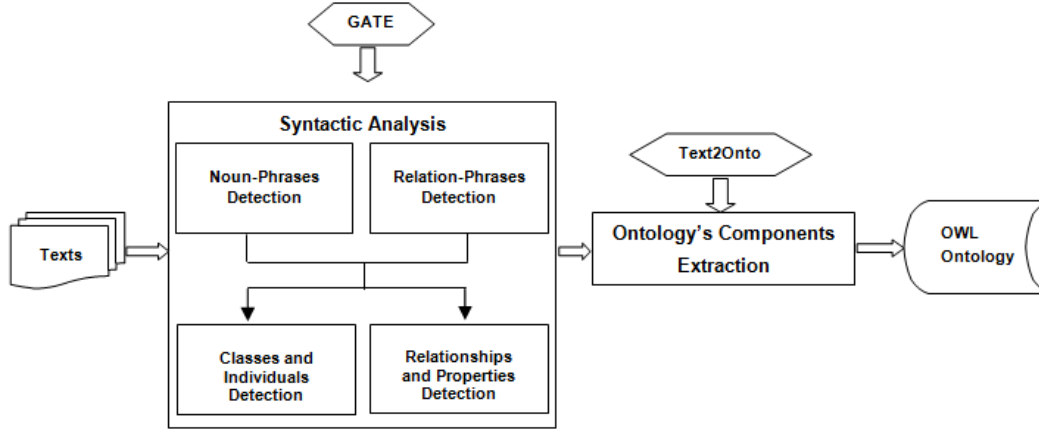 GATE
Syntactic Analysis
Noun-Phrases
Detection
Relation-Phrases
Detection
Text2Onto
Texts
Ontology's Components
Extraction
OWL
Ontology
Classes and
Individuals
Detection
Relationships
and Properties
Detection